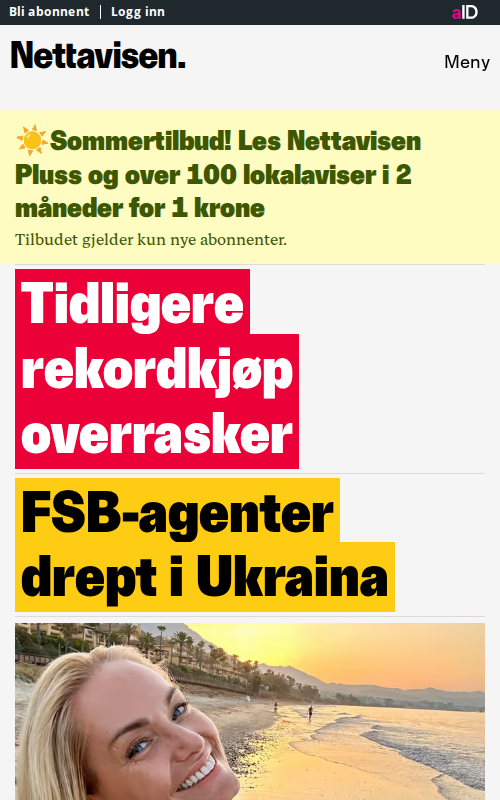 Bli abonnent | Logg inn
aID
Nettavisen.
Meny
☀️Sommertilbud! Les Nettavisen
Pluss og over 100 lokalaviser i 2
måneder for 1 krone
Tilbudet gjelder kun nye abonnenter.
Tidligere
rekordkjøp
overrasker
FSB-agenter
drept i Ukraina